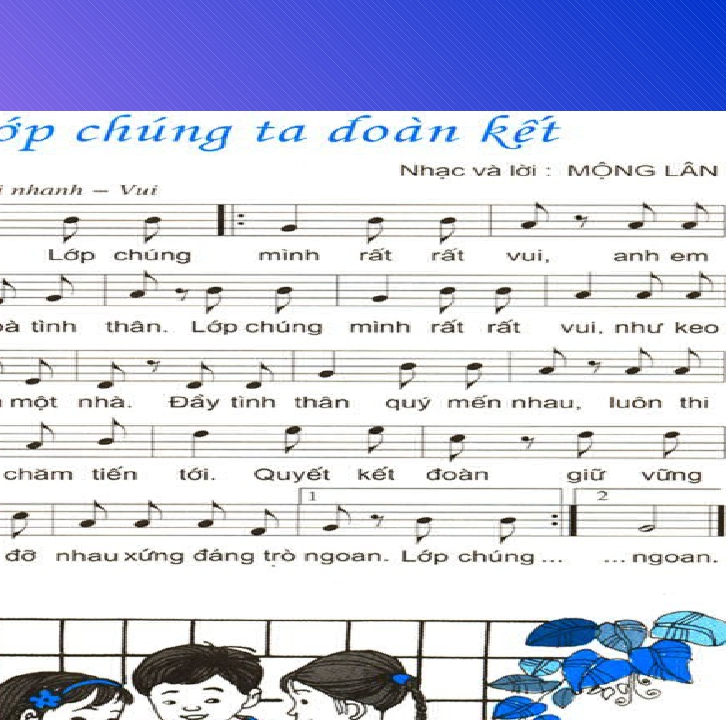 ớp chúng ta đoàn kết
Nhạc và lời : MỘNG LÂN
i nhanh – Vui
Lớp chúng mình rất rất vui, anh em
à tình thân. Lớp chúng mình rất rất vui, như keo
một nhà. Đầy tình thân quý mến nhau, luôn thi
chăm tiến tới. Quyết kết đoàn giữ vững
1 2
đỡ nhau xứng đáng trò ngoan. Lớp chúng ... ... ngoan.